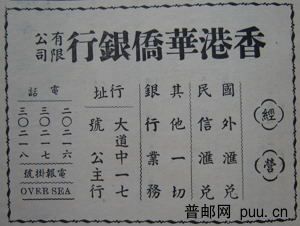 香港華僑銀行有限公司
經營
國外滙兌
民信滙兌
其他一切
銀行業務
行址
大道中一七
號公主行
電話
二〇二一六
三〇二一七
三〇二一八
電報掛號
OVERSEA
普邮网 puu.cn